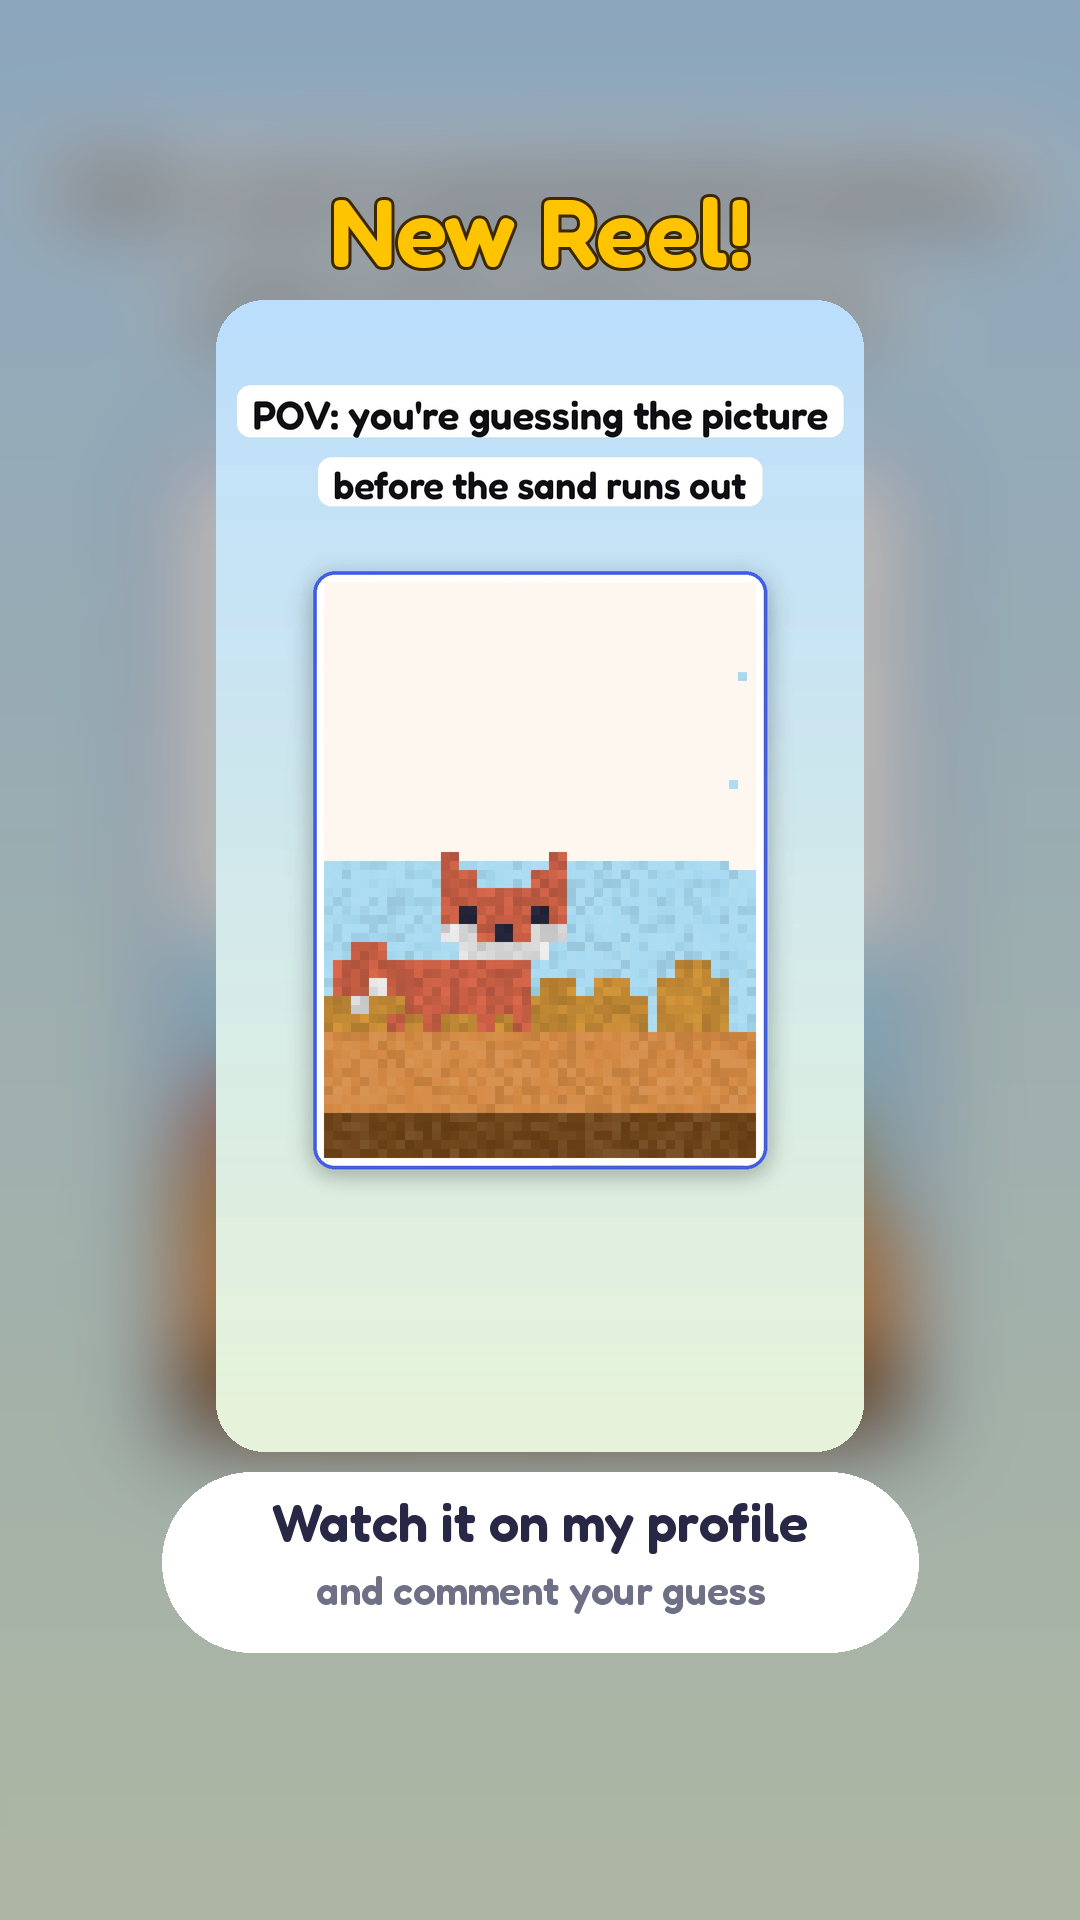 New Reel!
POV: you're guessing the picture
before the sand runs out
Watch it on my profile
and comment your guess